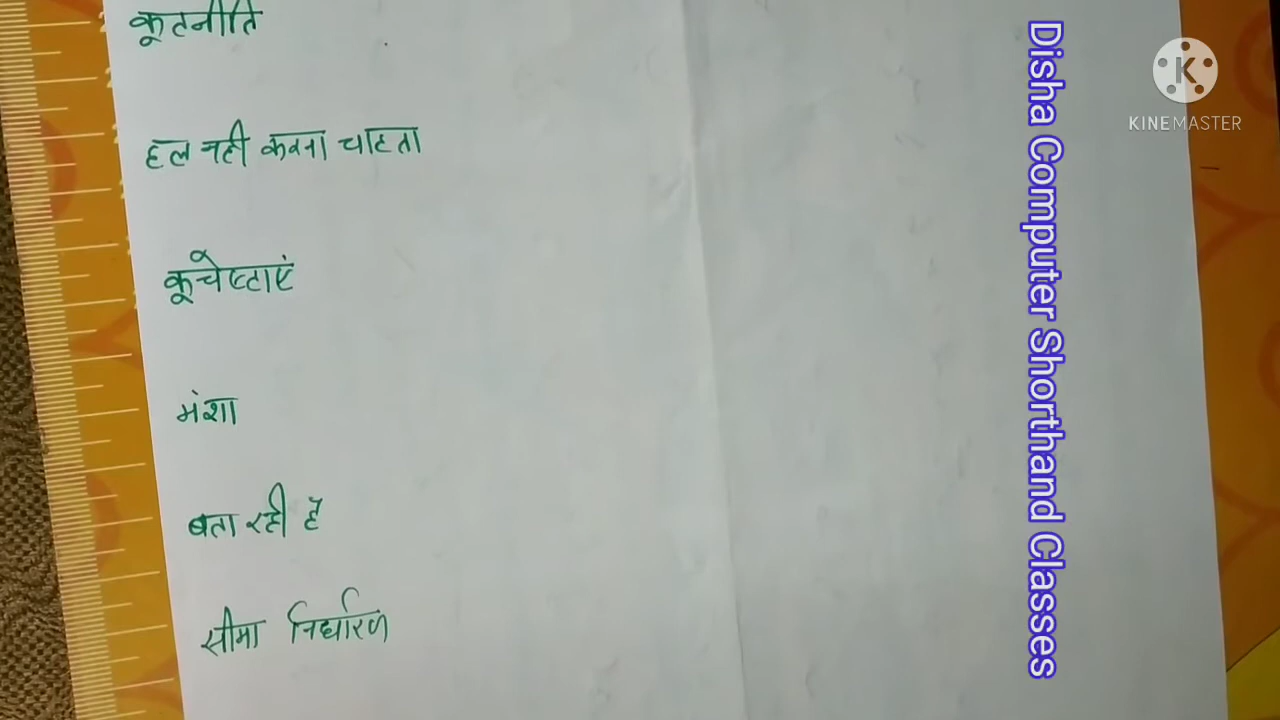 कूटनीति
हल नही करना चाहता
कूचेष्टाएं
मंशा
बता रही है
सीमा निर्धारण
Disha Computer Shorthand Classes
KINEMASTER